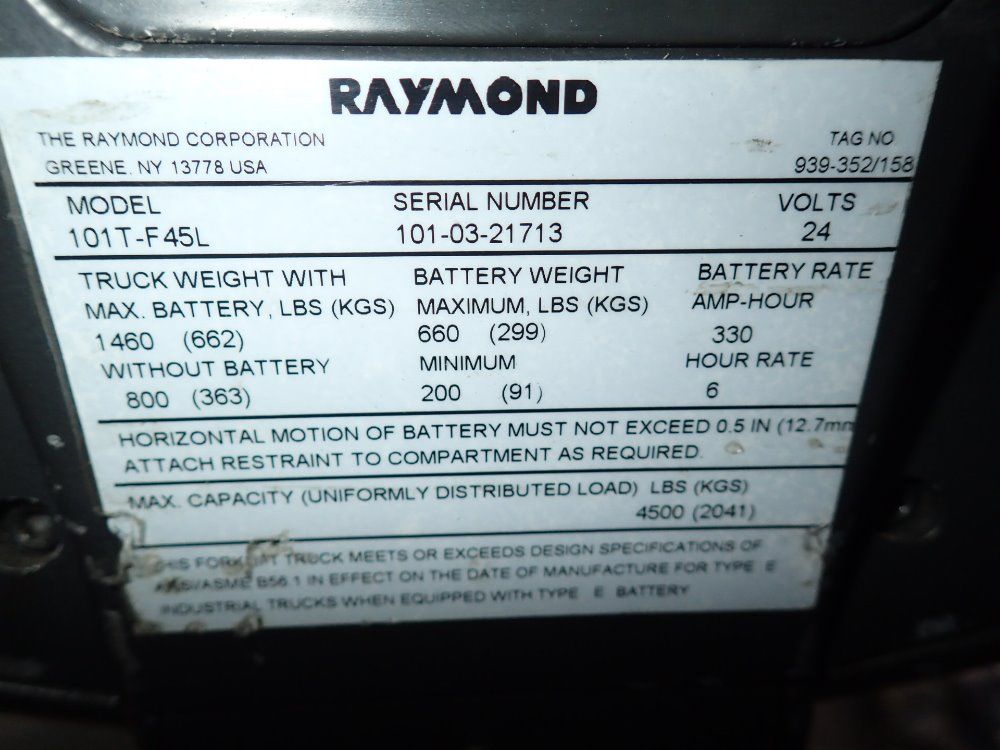 RAYMOND
THE RAYMOND CORPORATION
GREENE, NY 13778 USA
TAG NO
939-352/158
MODEL SERIAL NUMBER VOLTS
101T-F45L 101-03-21713 24
TRUCK WEIGHT WITH BATTERY WEIGHT BATTERY RATE
MAX. BATTERY, LBS (KGS) MAXIMUM, LBS (KGS) AMP-HOUR
1460 (662) 660 (299) 330
WITHOUT BATTERY MINIMUM HOUR RATE
800 (363) 200 (91) 6
HORIZONTAL MOTION OF BATTERY MUST NOT EXCEED 0.5 IN (12.7mm
ATTACH RESTRAINT TO COMPARTMENT AS REQUIRED.
MAX. CAPACITY (UNIFORMLY DISTRIBUTED LOAD) LBS (KGS)
4500 (2041)
TRUCK MEETS OR EXCEEDS DESIGN SPECIFICATIONS OF
B56.1 IN EFFECT ON THE DATE OF MANUFACTURE FOR TYPE E
INDUSTRIAL TRUCKS WHEN EQUIPPED WITH TYPE E BATTERY